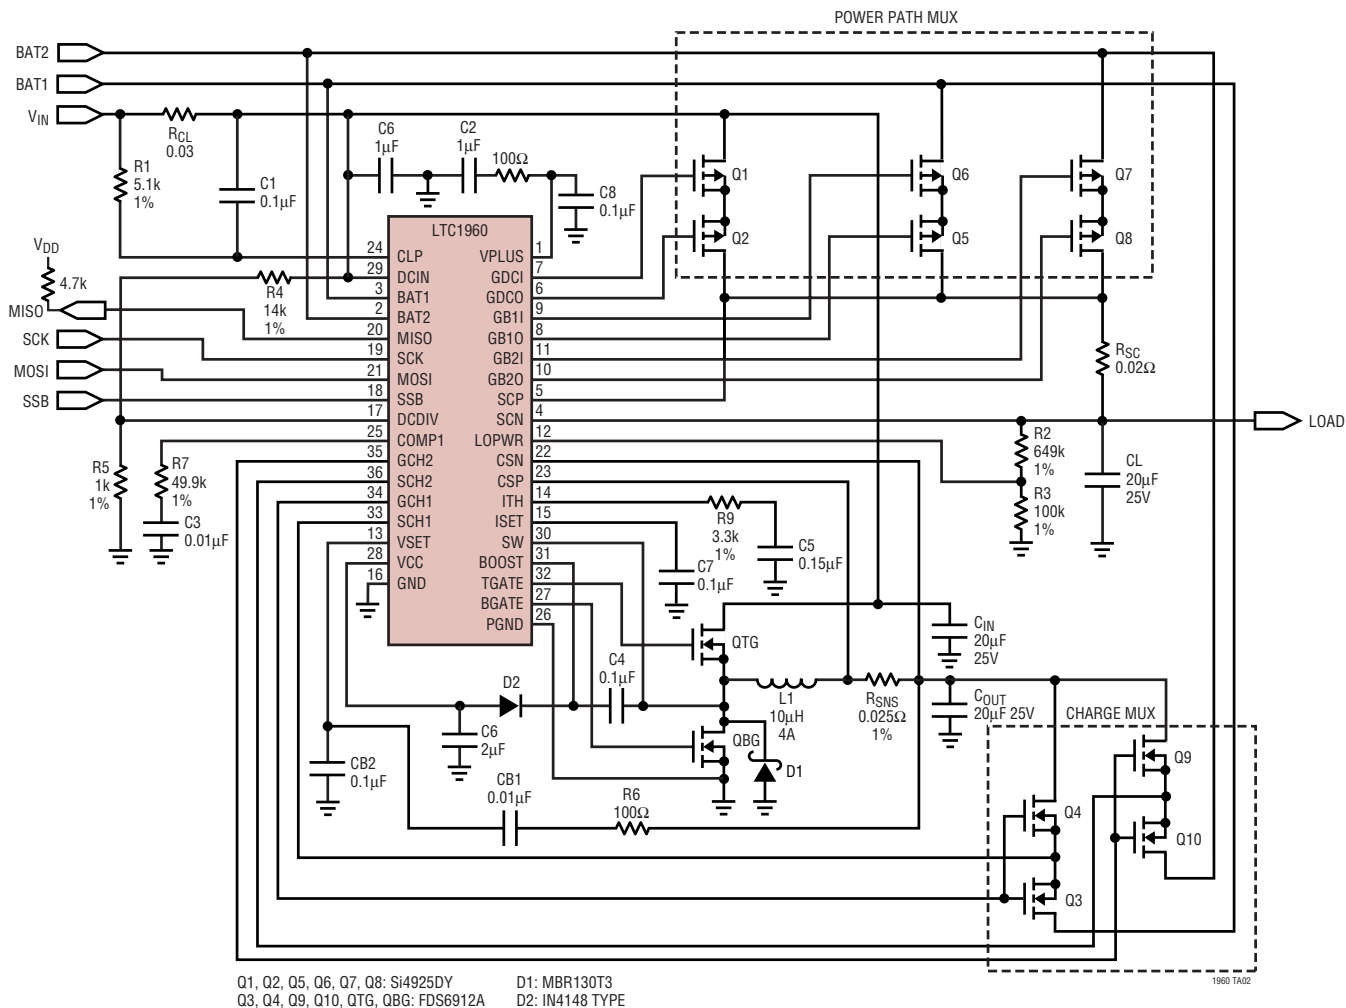 POWER PATH MUX
BAT2
BAT1
VIN
RCL
0.03
R1
5.1k
1%
C1
0.1µF
C6
1µF
C2
1µF
100Ω
C8
0.1µF
Q1
Q2
Q6
Q5
Q7
Q8
VDD
4.7k
MISO
SCK
MOSI
SSB
R4
14k
1%
LTC1960
24 CLP
29 DCIN
3 BAT1
2 BAT2
20 MISO
19 SCK
21 MOSI
18 SSB
17 DCDIV
25 COMP1
35 GCH2
36 SCH2
34 GCH1
33 SCH1
13 VSET
28 VCC
16 GND
VPLUS 1
GDCI 7
GDCO 6
GB1I 9
GB1O 8
GB2I 11
GB2O 10
SCP 5
SCN 4
LOPWR 12
CSN 22
CSP 23
ITH 14
ISET 15
SW 30
BOOST 31
TGATE 32
BGATE 27
PGND 26
RSC
0.02Ω
LOAD
R2
649k
1%
R3
100k
1%
CL
20µF
25V
R5
1k
1%
R7
49.9k
1%
C3
0.01µF
R9
3.3k
1%
C5
0.15µF
C7
0.1µF
QTG
CIN
20µF
25V
C4
0.1µF
D2
L1
10µH
4A
RSNS
0.025Ω
1%
COUT
20µF 25V
CHARGE MUX
C6
2µF
QBG
D1
CB2
0.1µF
CB1
0.01µF
R6
100Ω
Q9
Q4
Q10
Q3
Q1, Q2, Q5, Q6, Q7, Q8: Si4925DY
Q3, Q4, Q9, Q10, QTG, QBG: FDS6912A
D1: MBR130T3
D2: IN4148 TYPE
1960 TA02